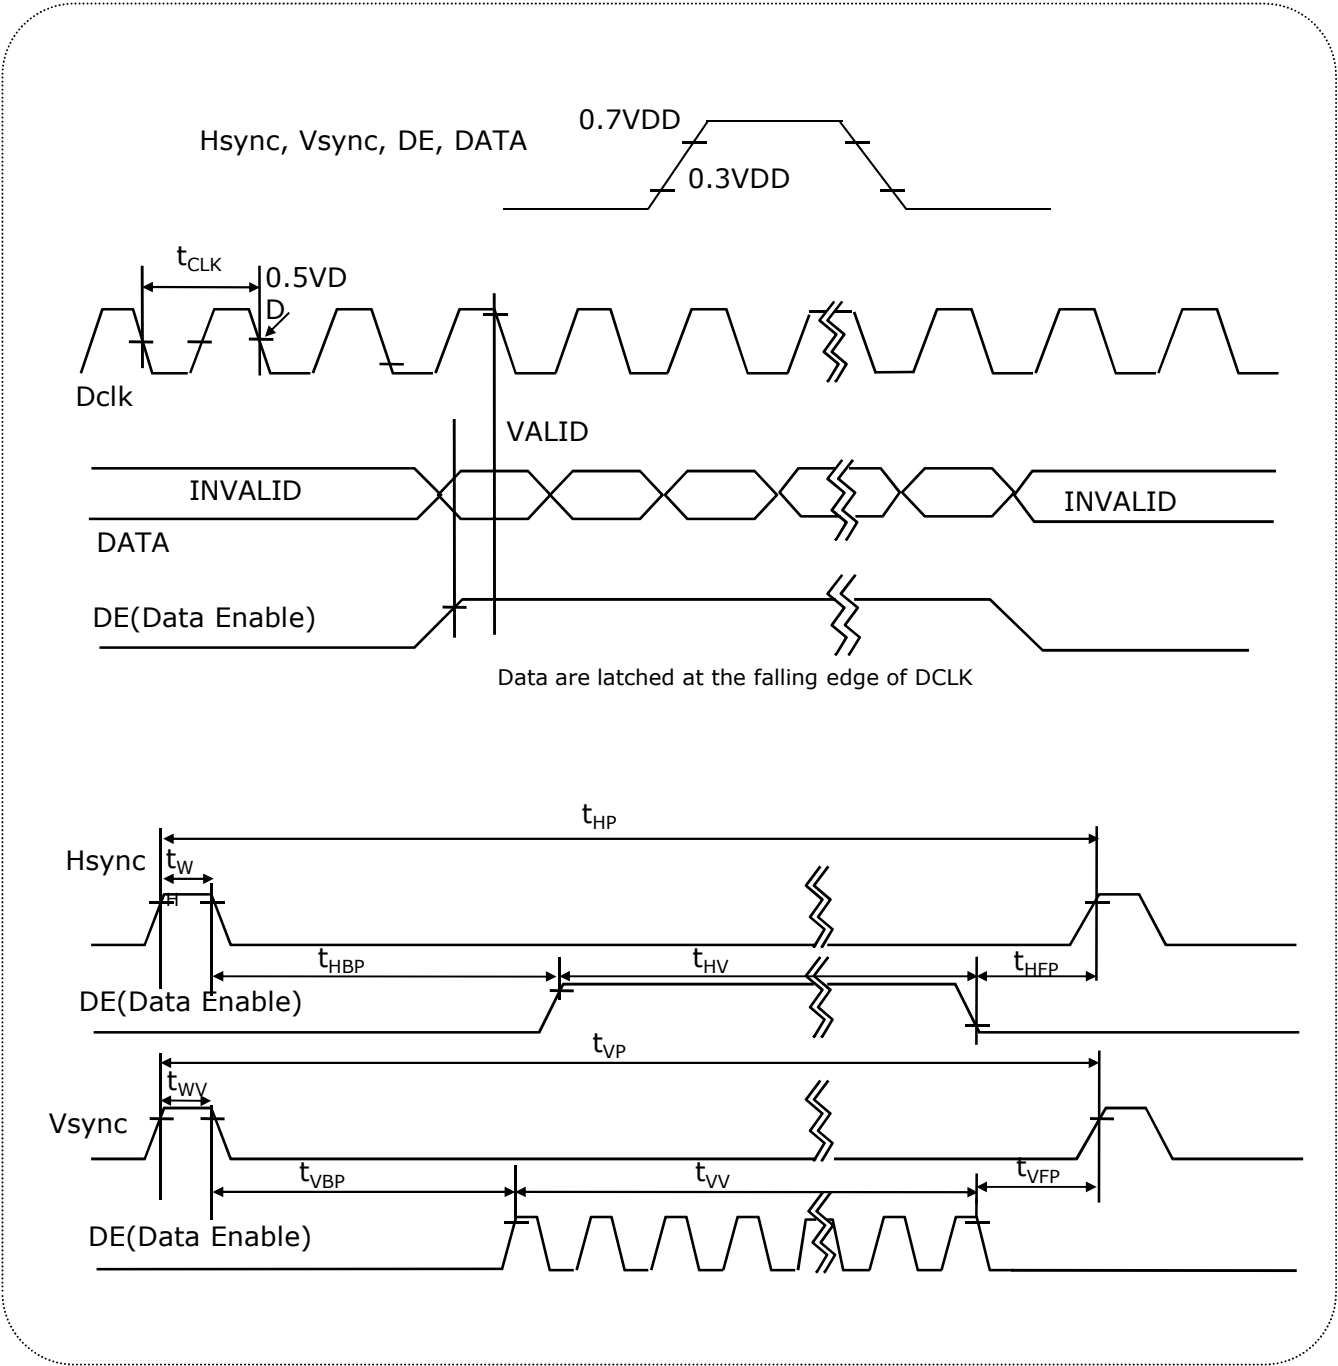 0.7VDD
Hsync, Vsync, DE, DATA
0.3VDD
tCLK
0.5VD
D
Dclk
VALID
INVALID
INVALID
DATA
DE(Data Enable)
Data are latched at the falling edge of DCLK
tHP
Hsync
tW
H
tHBP
tHV
tHFP
DE(Data Enable)
tVP
tWV
Vsync
tVBP
tVV
tVFP
DE(Data Enable)